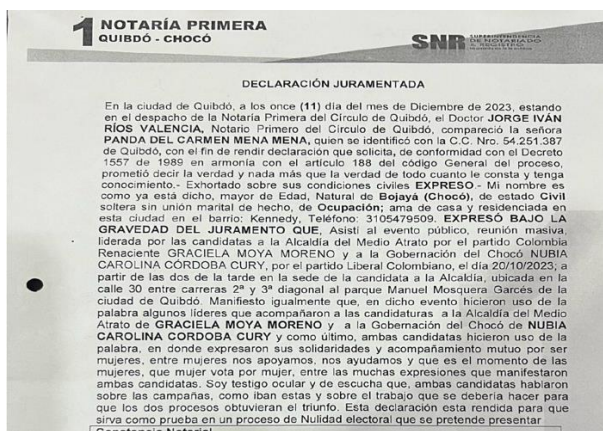 1 NOTARÍA PRIMERA
QUIBDÓ - CHOCÓ
SNR SUPERINTENDENCIA
DE NOTARIADO
& REGISTRO
DECLARACIÓN JURAMENTADA
En la ciudad de Quibdó, a los once (11) día del mes de Diciembre de 2023, estando
en el despacho de la Notaría Primera del Círculo de Quibdó, el Doctor JORGE IVÁN
RÍOS VALENCIA, Notario Primero del Círculo de Quibdó, compareció la señora
PANDA DEL CARMEN MENA MENA, quien se identificó con la C.C. Nro. 54.251.387
de Quibdó, con el fin de rendir declaración que solicita, de conformidad con el Decreto
1557 de 1989 en armonía con el artículo 188 del código General del proceso,
prometió decir la verdad y nada más que la verdad de todo cuanto le consta y tenga
conocimiento.- Exhortado sobre sus condiciones civiles EXPRESO.- Mi nombre es
como ya está dicho, mayor de Edad, Natural de Bojayá (Chocó), de estado Civil
soltera sin unión marital de hecho, de Ocupación; ama de casa y residenciada en
esta ciudad en el barrio: Kennedy, Teléfono: 3105479509. EXPRESÓ BAJO LA
GRAVEDAD DEL JURAMENTO QUE, Asistí al evento público, reunión masiva,
liderada por las candidatas a la Alcaldía del Medio Atrato por el partido Colombia
Renaciente GRACIELA MOYA MORENO y a la Gobernación del Chocó NUBIA
CAROLINA CÓRDOBA CURY, por el partido Liberal Colombiano, el día 20/10/2023; a
partir de las dos de la tarde en la sede de la candidata a la Alcaldía, ubicada en la
calle 30 entre carreras 2ª y 3ª diagonal al parque Manuel Mosquera Garcés de la
ciudad de Quibdó. Manifiesto igualmente que, en dicho evento hicieron uso de la
palabra algunos líderes que acompañaron a las candidaturas a la Alcaldía del Medio
Atrato de GRACIELA MOYA MORENO y a la Gobernación del Chocó de NUBIA
CAROLINA CORDOBA CURY y como último, ambas candidatas hicieron uso de la
palabra, en donde expresaron sus solidaridades y acompañamiento mutuo por ser
mujeres, entre mujeres nos apoyamos, nos ayudamos y que es el momento de las
mujeres, que mujer vota por mujer, entre las muchas expresiones que manifestaron
ambas candidatas. Soy testigo ocular y de escucha que, ambas candidatas hablaron
sobre las campañas, como iban estas y sobre el trabajo que se debería hacer para
que los dos procesos obtuvieran el triunfo. Esta declaración esta rendida para que
sirva como prueba en un proceso de Nulidad electoral que se pretende presentar
Constancia Notarial